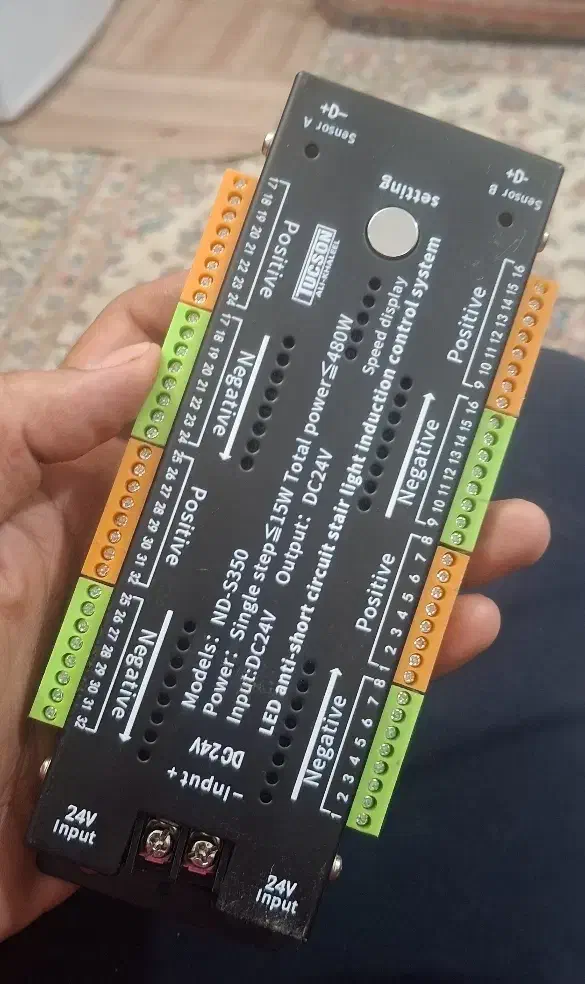 +D-
Sensor A
+D-
Sensor B
setting
TUCSON
ALI-KHALEEL
Speed display
Positive
17 18 19 20 21 22 23 24
Negative
17 18 19 20 21 22 23 24
Positive
25 26 27 28 29 30 31 32
Negative
25 26 27 28 29 30 31 32
Positive
9 10 11 12 13 14 15 16
Negative
9 10 11 12 13 14 15 16
Positive
1 2 3 4 5 6 7 8
Negative
1 2 3 4 5 6 7 8
Models: ND-S350
Power: Single step≤15W Total power≤480W
Input:DC24V Output: DC24V
LED anti-short circuit stair light induction control system
DC24V
-Input+
24V
Input
24V
Input